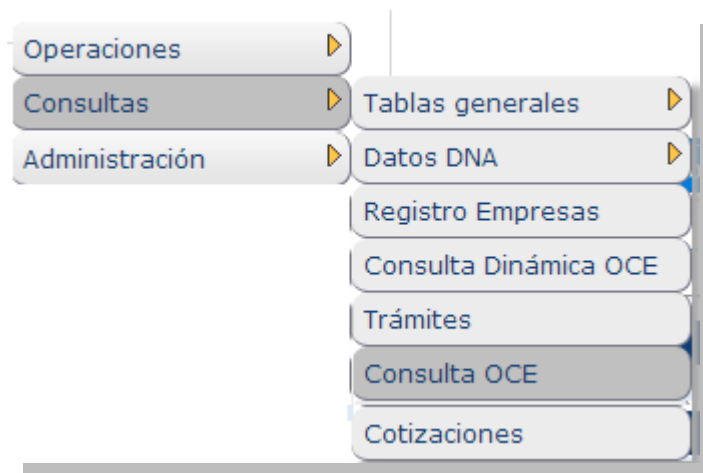 Operaciones
Consultas
Administración
Tablas generales
Datos DNA
Registro Empresas
Consulta Dinámica OCE
Trámites
Consulta OCE
Cotizaciones